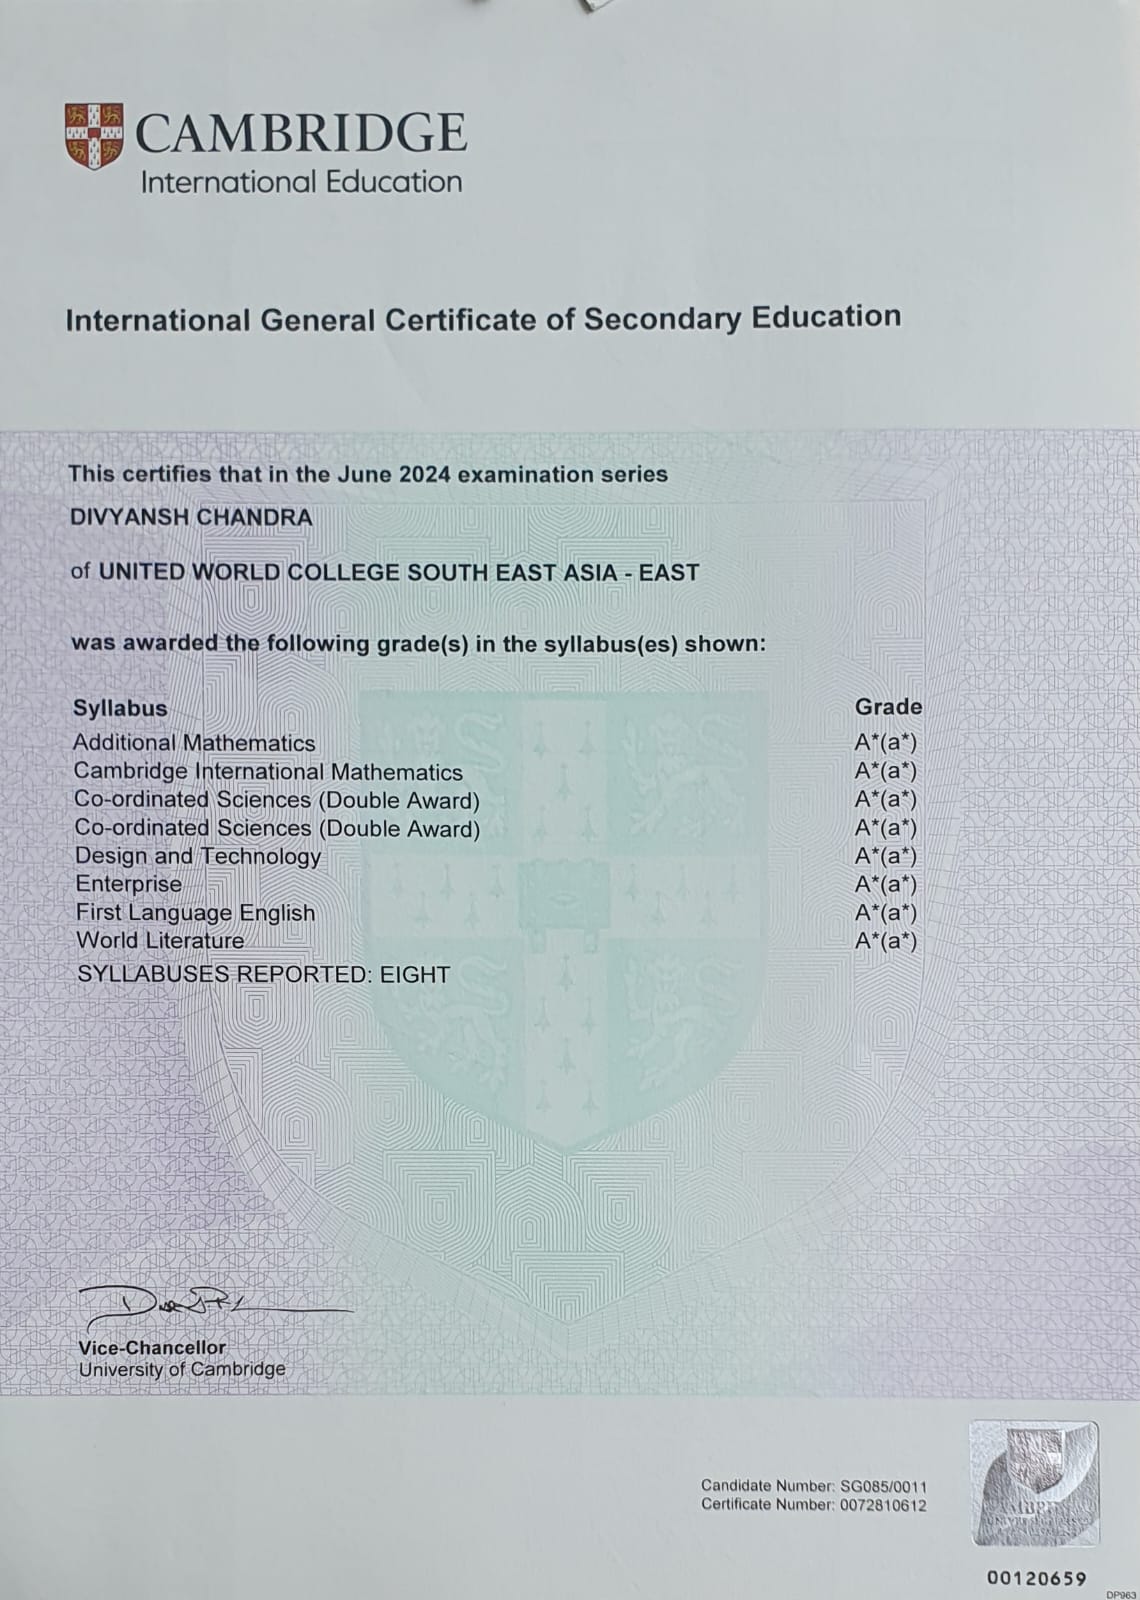 CAMBRIDGE
International Education
International General Certificate of Secondary Education
This certifies that in the June 2024 examination series
DIVYANSH CHANDRA
of UNITED WORLD COLLEGE SOUTH EAST ASIA - EAST
was awarded the following grade(s) in the syllabus(es) shown:
Syllabus Grade
Additional Mathematics A*(a*)
Cambridge International Mathematics A*(a*)
Co-ordinated Sciences (Double Award) A*(a*)
Co-ordinated Sciences (Double Award) A*(a*)
Design and Technology A*(a*)
Enterprise A*(a*)
First Language English A*(a*)
World Literature A*(a*)
SYLLABUSES REPORTED: EIGHT
Vice-Chancellor
University of Cambridge
Candidate Number: SG085/0011
Certificate Number: 0072810612
00120659
DP963